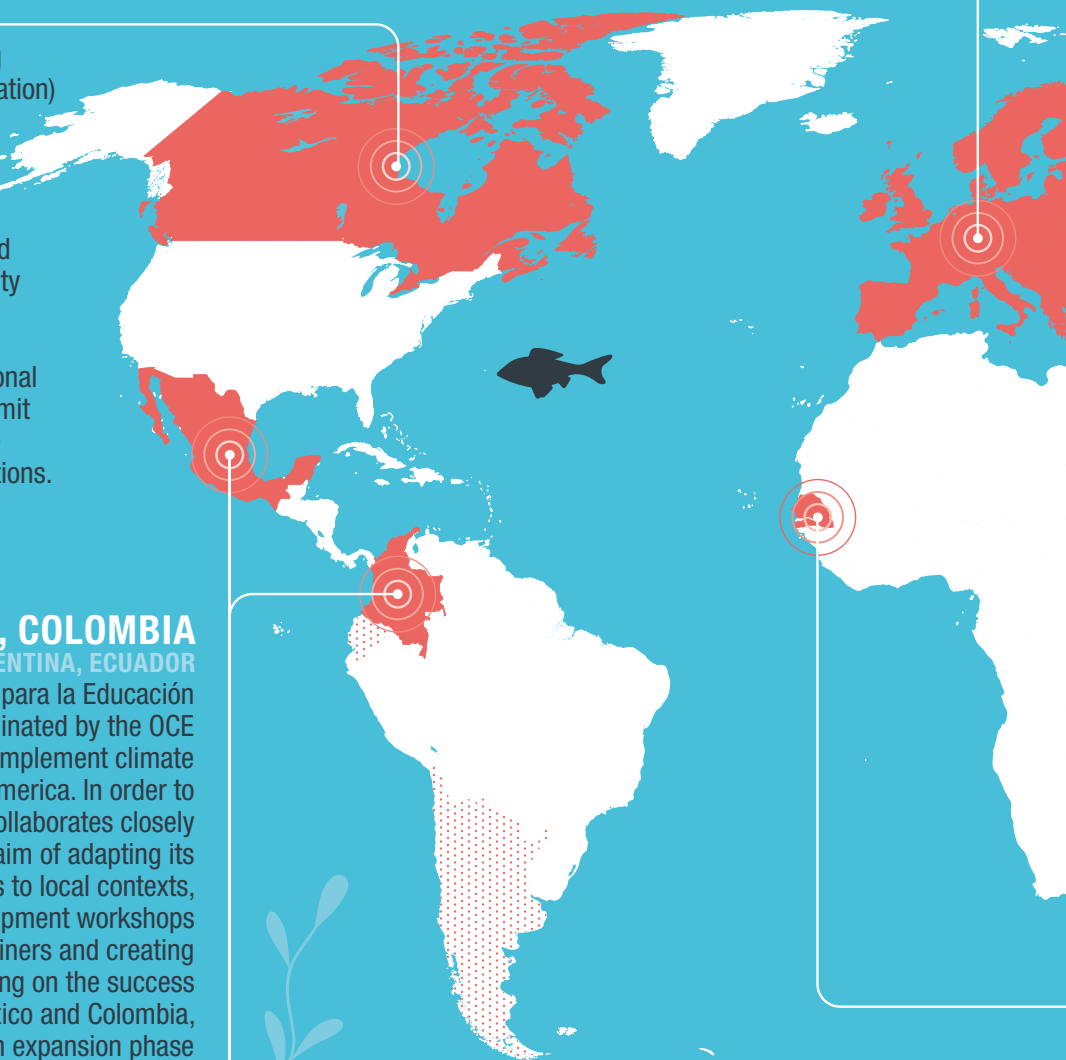 ation)
d
ty
onal
mit
tions.
, COLOMBIA
ENTINA, ECUADOR
para la Educación
inated by the OCE
mplement climate
merica. In order to
ollaborates closely
aim of adapting its
s to local contexts,
pment workshops
iners and creating
ing on the success
xico and Colombia,
n expansion phase